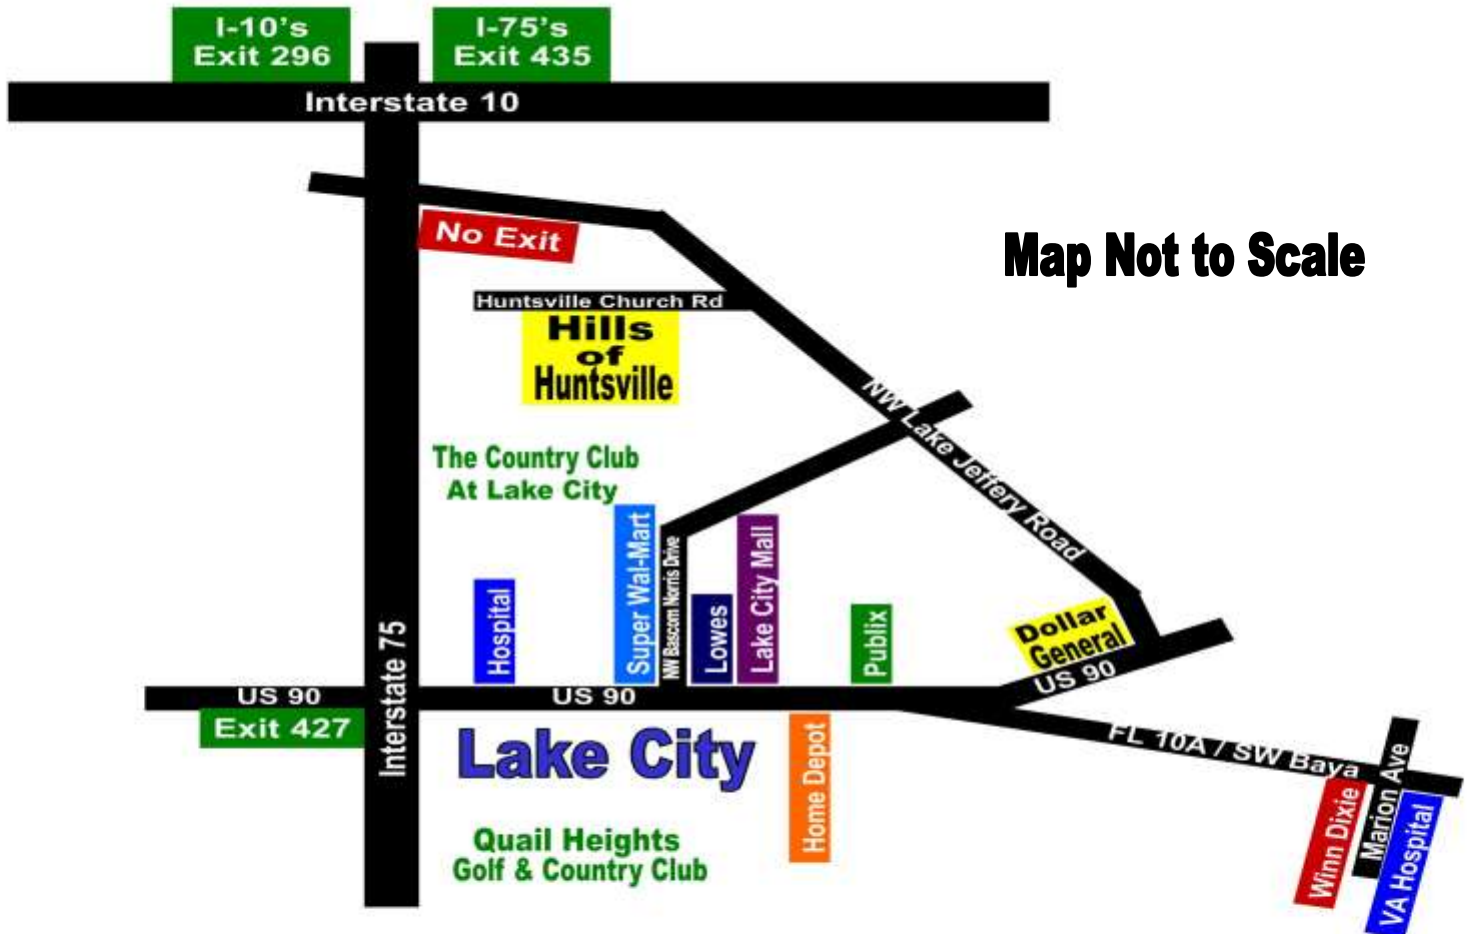 I-10's
Exit 296
I-75's
Exit 435
Interstate 10
No Exit
Map Not to Scale
Huntsville Church Rd
Hills
of
Huntsville
NW Lake Jeffery Road
The Country Club
At Lake City
Hospital
Super Wal-Mart
NW Bascom Norris Drive
Lowes
Lake City Mall
Publix
Dollar
General
Interstate 75
US 90
US 90
US 90
Exit 427
Lake City
Home Depot
FL 10A / SW Baya
Marion Ave
Winn Dixie
VA Hospital
Quail Heights
Golf & Country Club